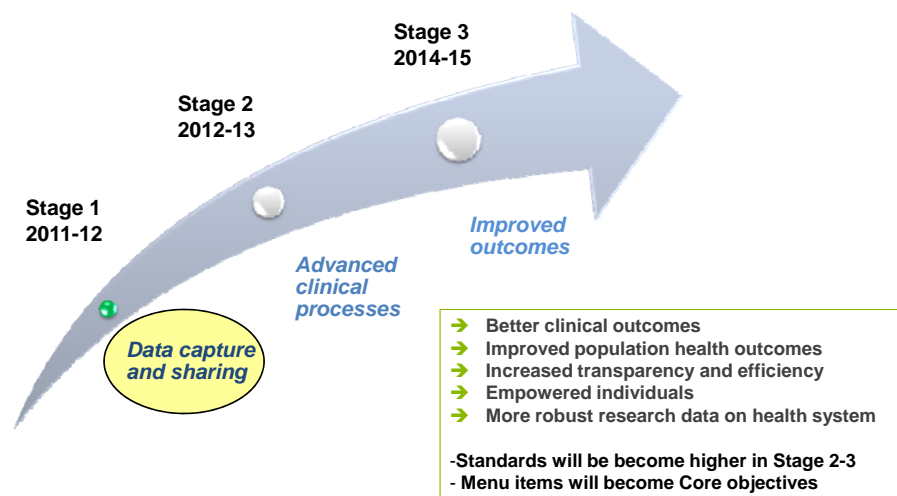 Stage 3
2014-15
Stage 2
2012-13
Stage 1
2011-12
Improved
outcomes
Advanced
clinical
processes
Data capture
and sharing
➔ Better clinical outcomes
➔ Improved population health outcomes
➔ Increased transparency and efficiency
➔ Empowered individuals
➔ More robust research data on health system
-Standards will be become higher in Stage 2-3
- Menu items will become Core objectives